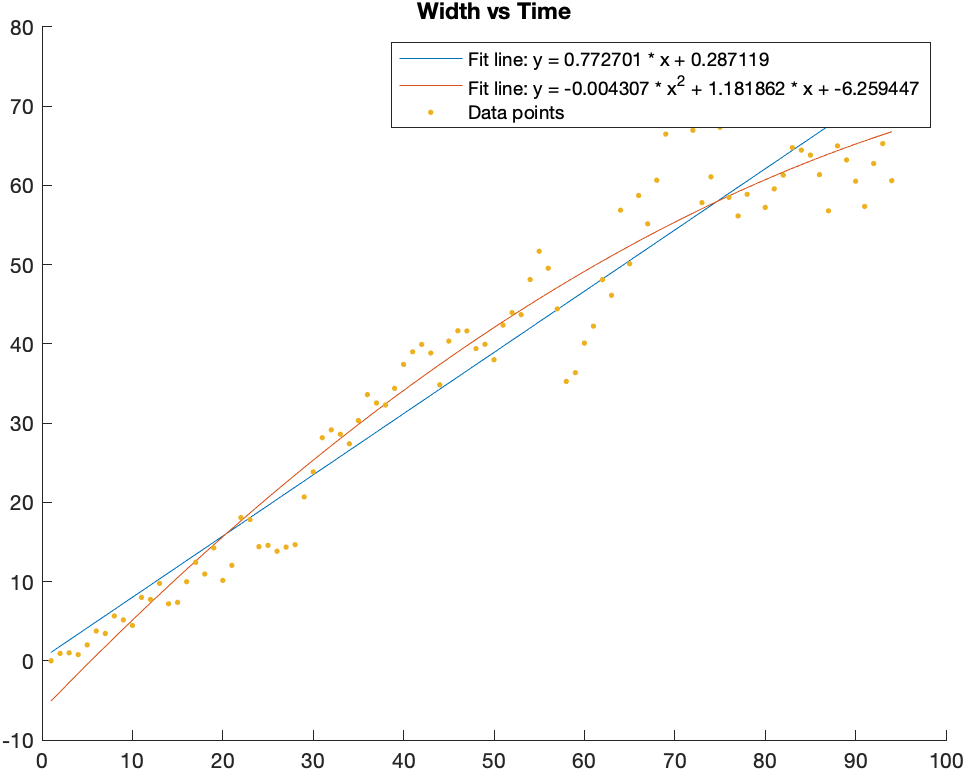 Width vs Time
Fit line: y = 0.772701 * x + 0.287119
Fit line: y = -0.004307 * x² + 1.181862 * x + -6.259447
Data points
80
70
60
50
40
30
20
10
0
-10
0 10 20 30 40 50 60 70 80 90 100